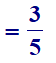 = 3/5